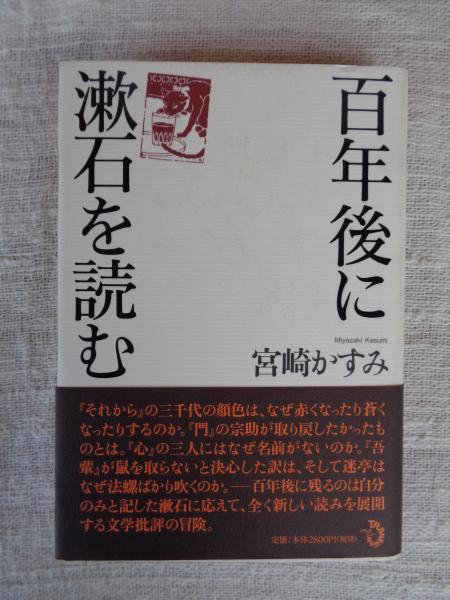 百年後に
漱石を読む
Miyazaki Kasumi
宮崎かすみ
『それから』の三千代の顔色は、なぜ赤くなったり蒼く
なったりするのか。『門』の宗助が取り戻したかったも
のとは。『心』の三人にはなぜ名前がないのか。『吾
輩』が鼠を取らないと決心した訳は、そして迷亭は
なぜ法螺ばかり吹くのか。――百年後に残るのは自分
のみと記した漱石に応えて、全く新しい読みを展開
する文学批評の冒険。
定価:本体2800円(税別)